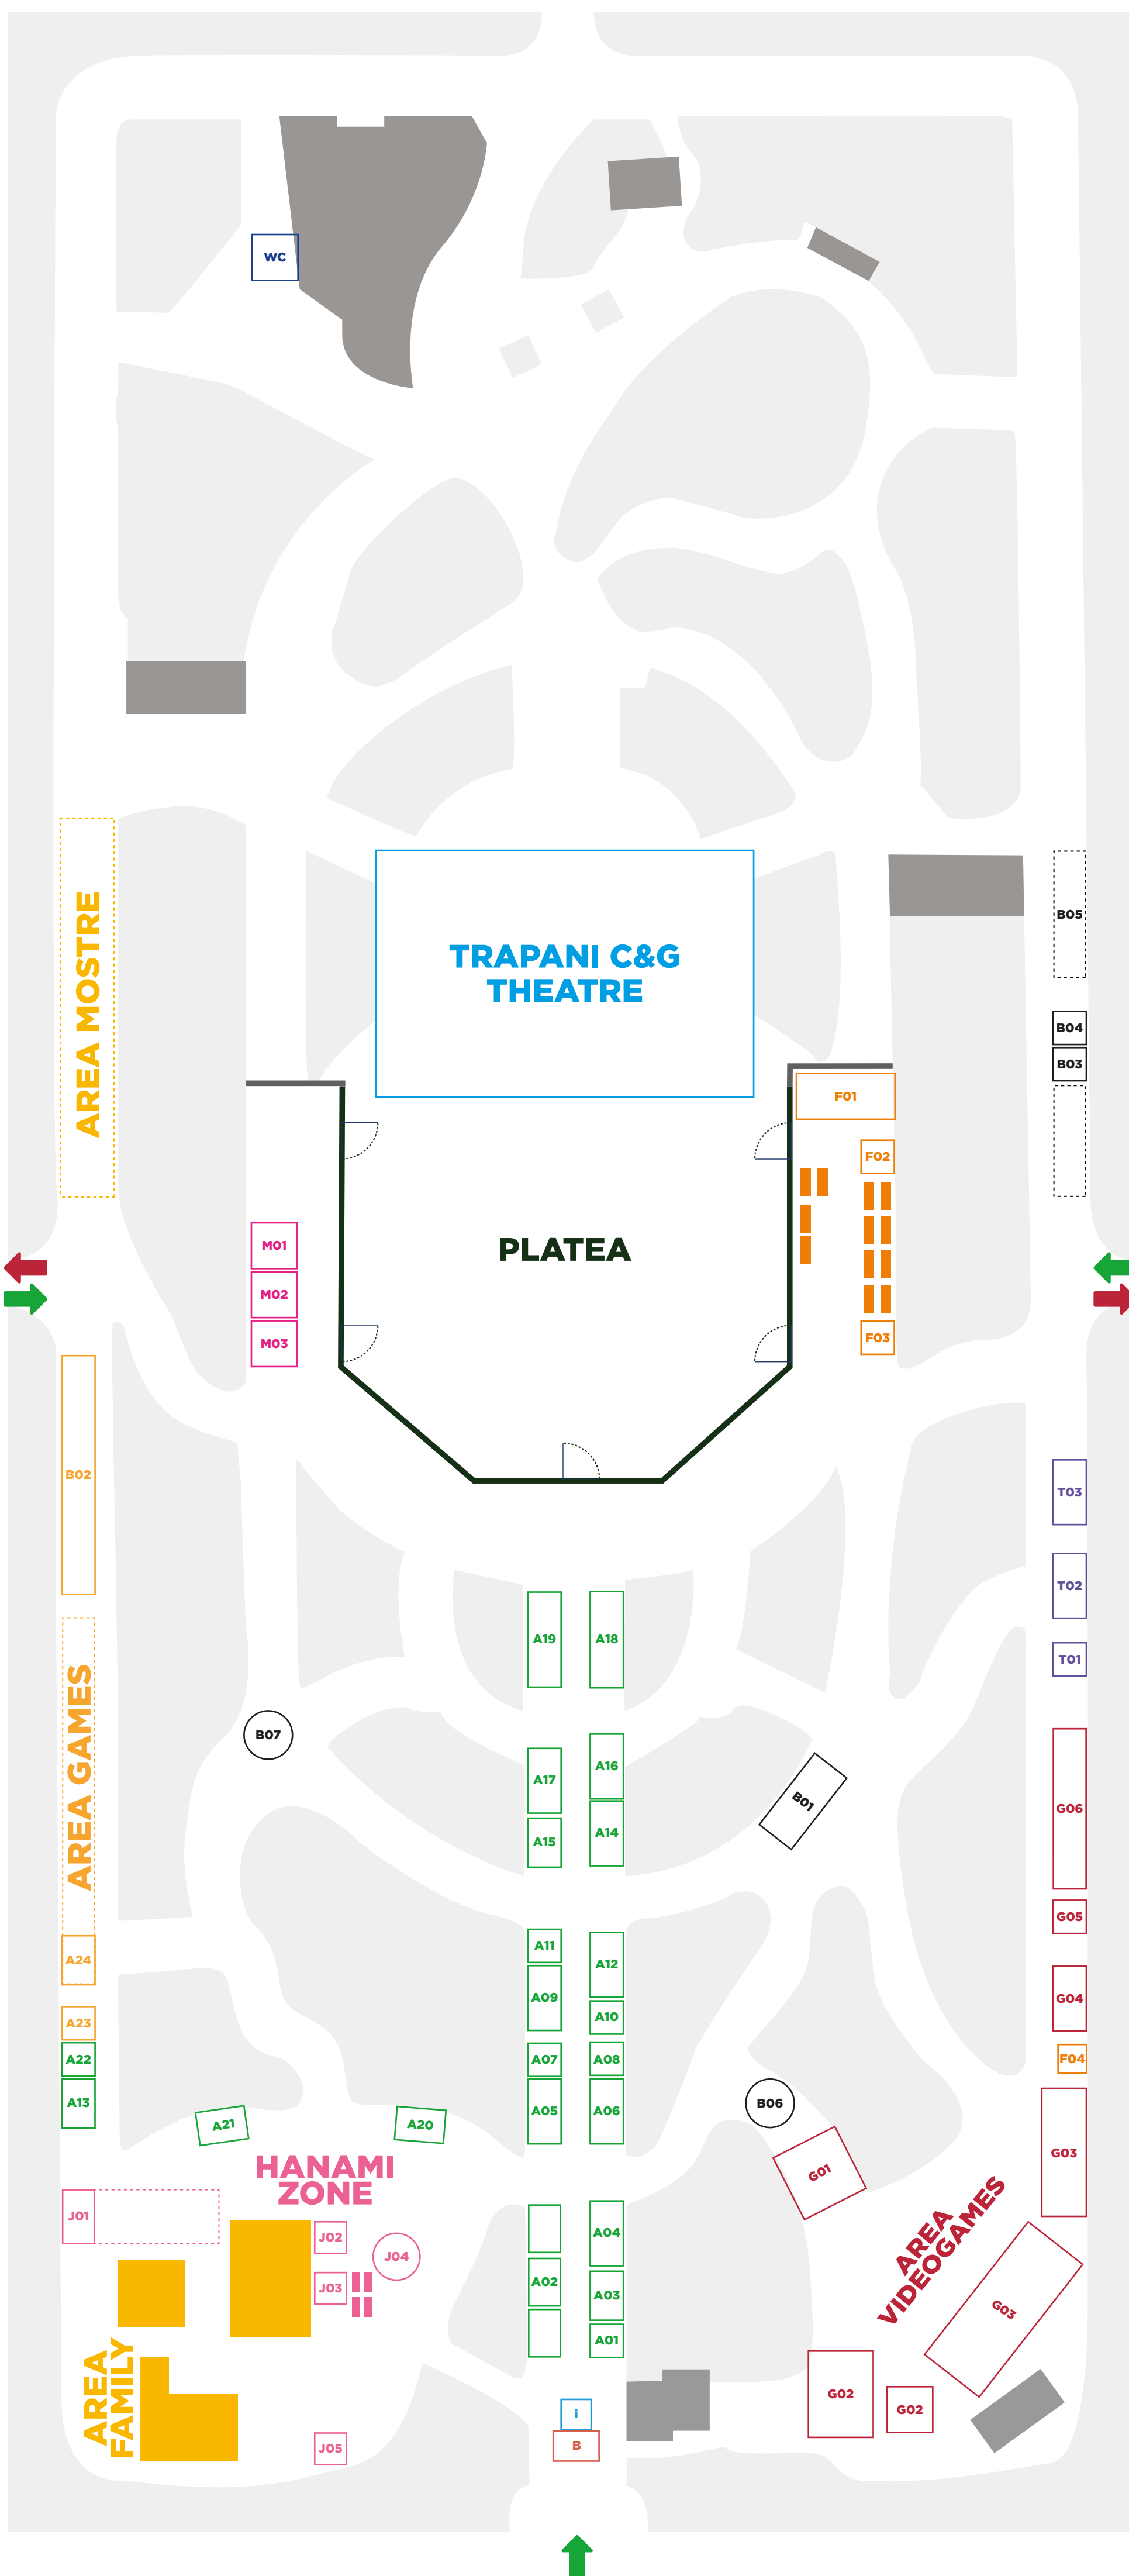 WC
TRAPANI C&G
THEATRE
AREA MOSTRE
B05
B04
B03
F01
F02
PLATEA
M01
M02
M03
F03
B02
T03
T02
T01
A19
A18
AREA GAMES
B07
A17
A16
B01
A15
A14
G06
G05
A11
A12
A24
A09
G04
A10
A23
A22
A07
A08
F04
A13
A05
A06
B06
A21
A20
G03
G01
HANAMI
ZONE
J01
J02
J04
A04
AREA
VIDEOGAMES
J03
A02
A03
G03
A01
AREA
FAMILY
G02
G02
i
B
J05